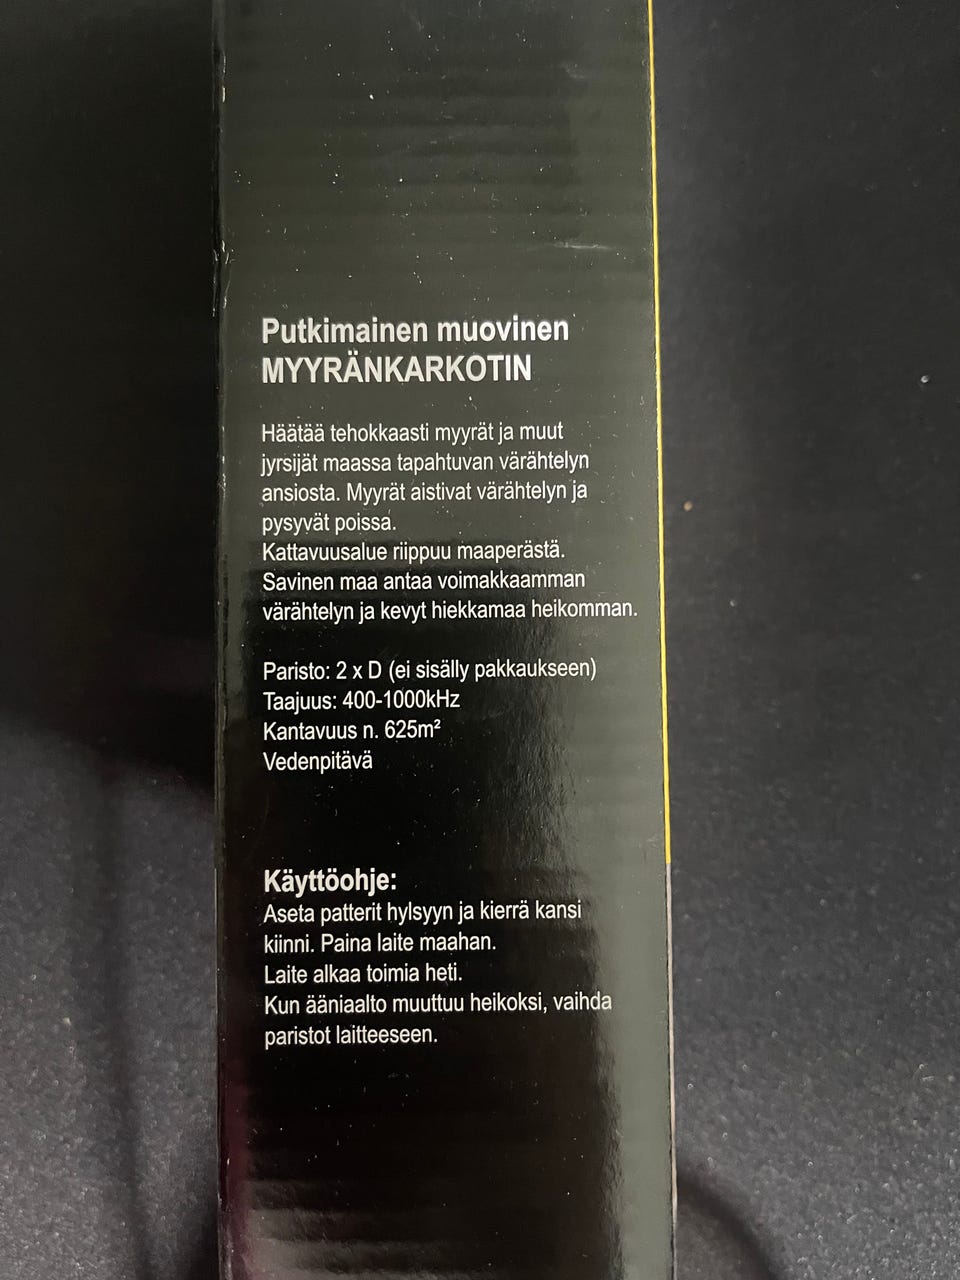 Putkimainen muovinen
MYYRÄNKARKOTIN
Häätää tehokkaasti myyrät ja muut
jyrsijät maassa tapahtuvan värähtelyn
ansiosta. Myyrät aistivat värähtelyn ja
pysyvät poissa.
Kattavuusalue riippuu maaperästä.
Savinen maa antaa voimakkaamman
värähtelyn ja kevyt hiekkamaa heikomman.
Paristo: 2 x D (ei sisälly pakkaukseen)
Taajuus: 400-1000kHz
Kantavuus n. 625m²
Vedenpitävä
Käyttöohje:
Aseta patterit hylsyyn ja kierrä kansi
kiinni. Paina laite maahan.
Laite alkaa toimia heti.
Kun ääniaalto muuttuu heikoksi, vaihda
paristot laitteeseen.